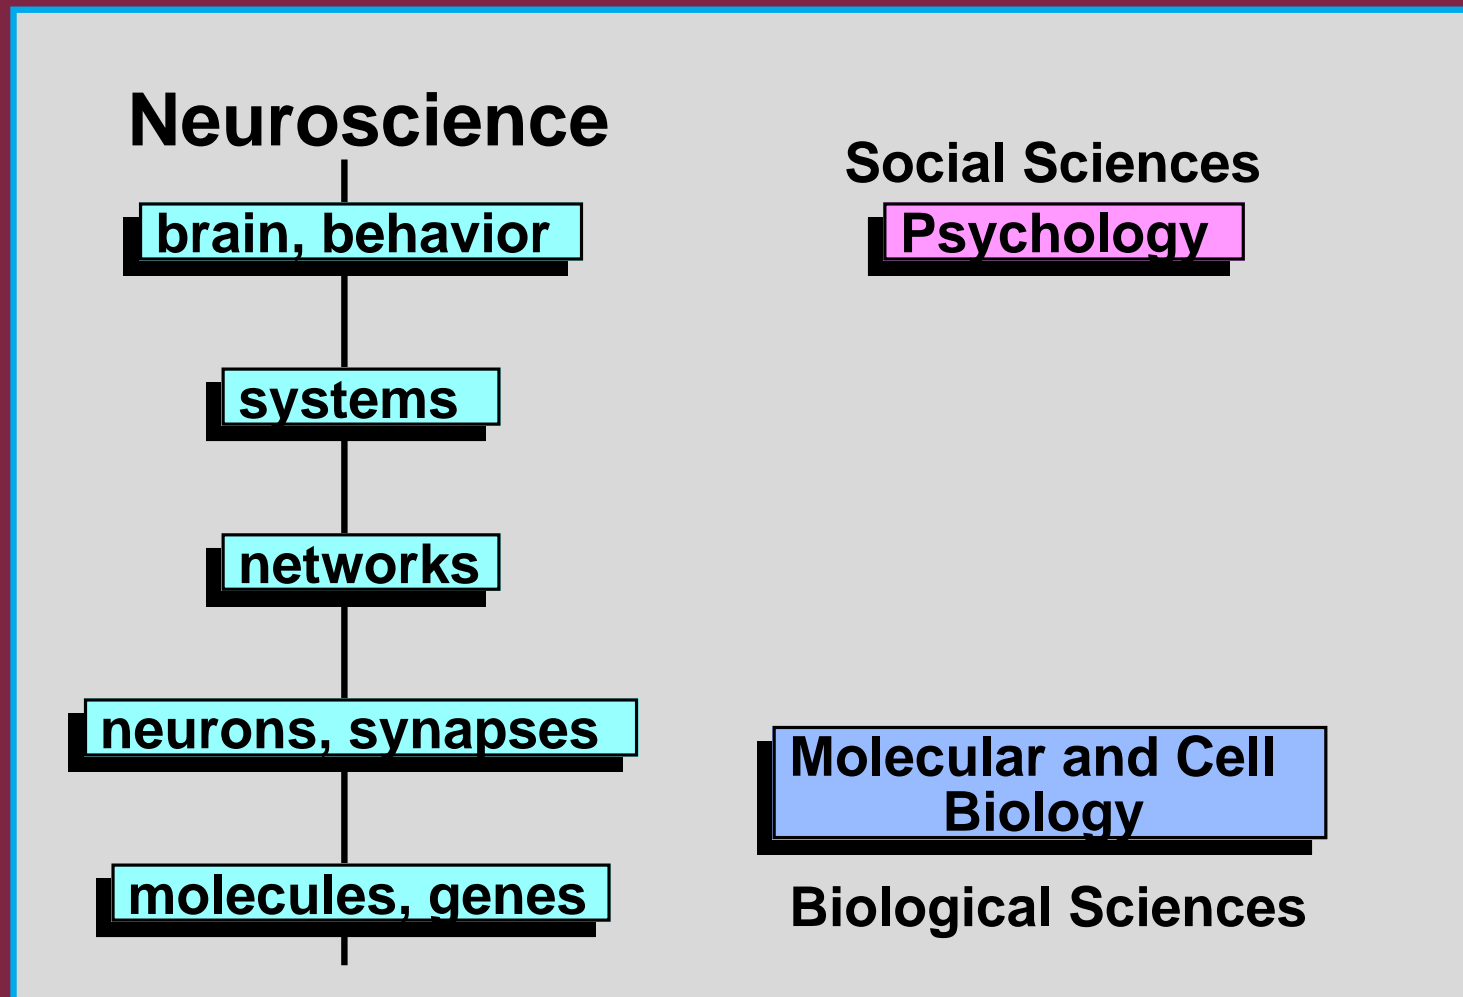 Neuroscience
brain, behavior
systems
networks
neurons, synapses
molecules, genes
Social Sciences
Psychology
Molecular and Cell
Biology
Biological Sciences